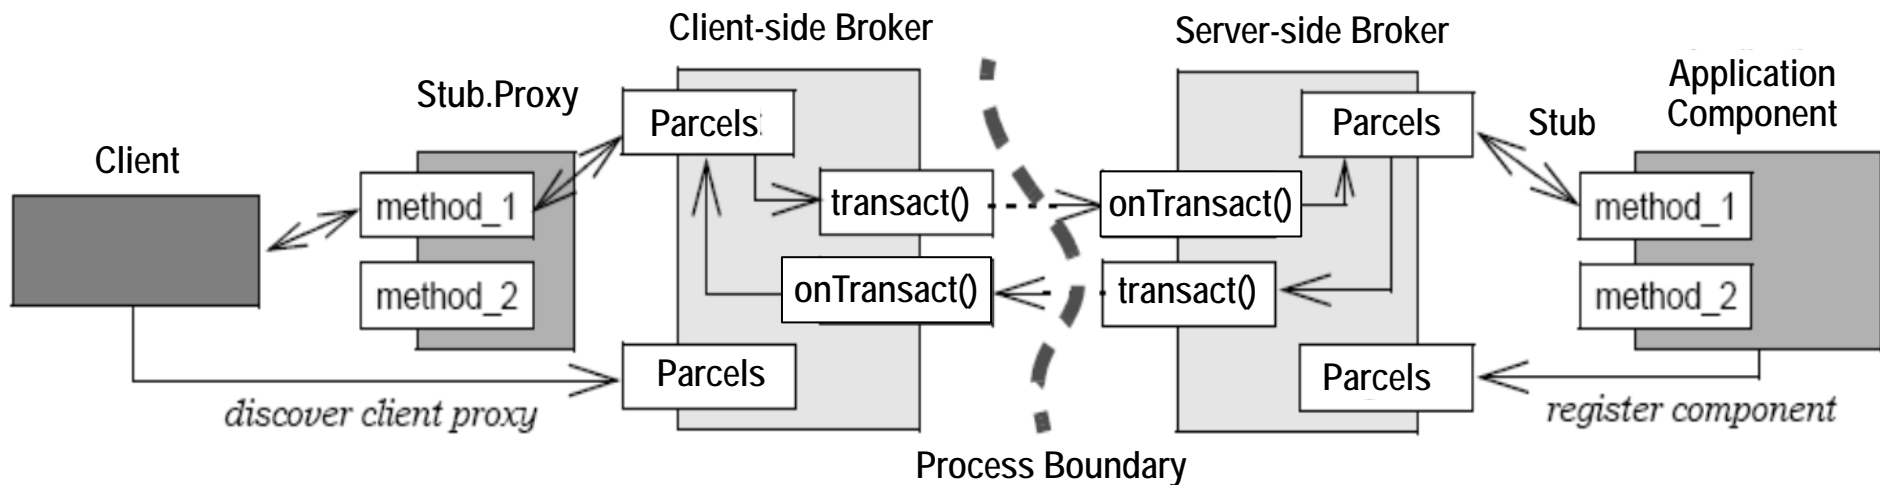 Client-side Broker
Server-side Broker
Application
Component
Stub.Proxy
Stub
Client
Parcels
Parcels
method_1
transact()
onTransact()
method_1
method_2
onTransact()
transact()
method_2
Parcels
Parcels
discover client proxy
register component
Process Boundary